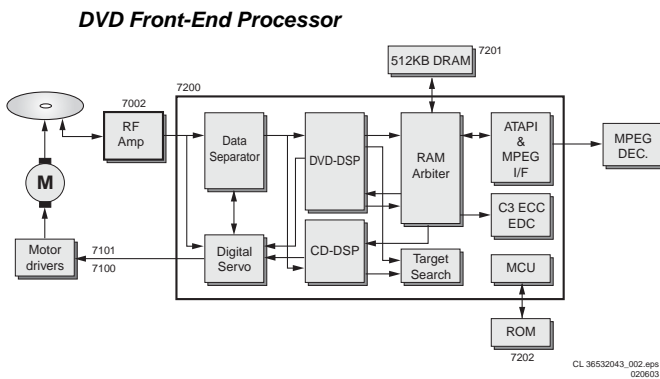 DVD Front-End Processor
7201
512KB DRAM
7200
7002
RF
Amp
Data
Separator
DVD-DSP
RAM
Arbiter
ATAPI
&
MPEG
I/F
MPEG
DEC.
M
C3 ECC
EDC
Motor
drivers
7101
7100
Digital
Servo
CD-DSP
Target
Search
MCU
ROM
7202
CL 36532043_002.eps
020603